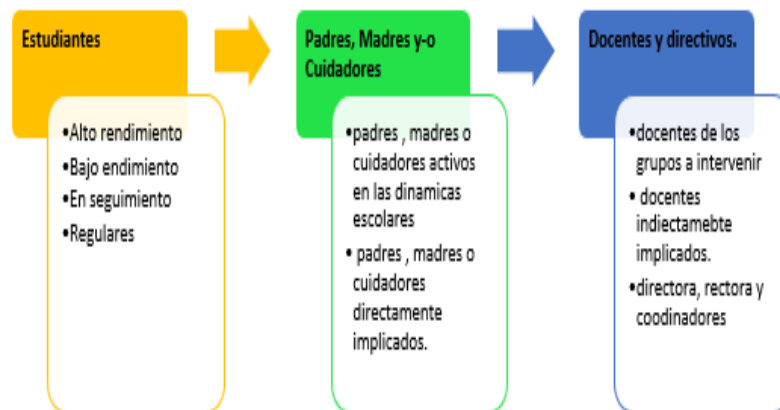 Estudiantes
•Alto rendimiento
•Bajo endimiento
•En seguimiento
•Regulares
Padres, Madres y-o
Cuidadores
•padres , madres o
cuidadores activos
en las dinamicas
escolares
• padres , madres o
cuidadores
directamente
implicados.
Docentes y directivos.
•docentes de los
grupos a intervenir
• docentes
indiectamebte
implicados.
•directora, rectora y
coodinadores